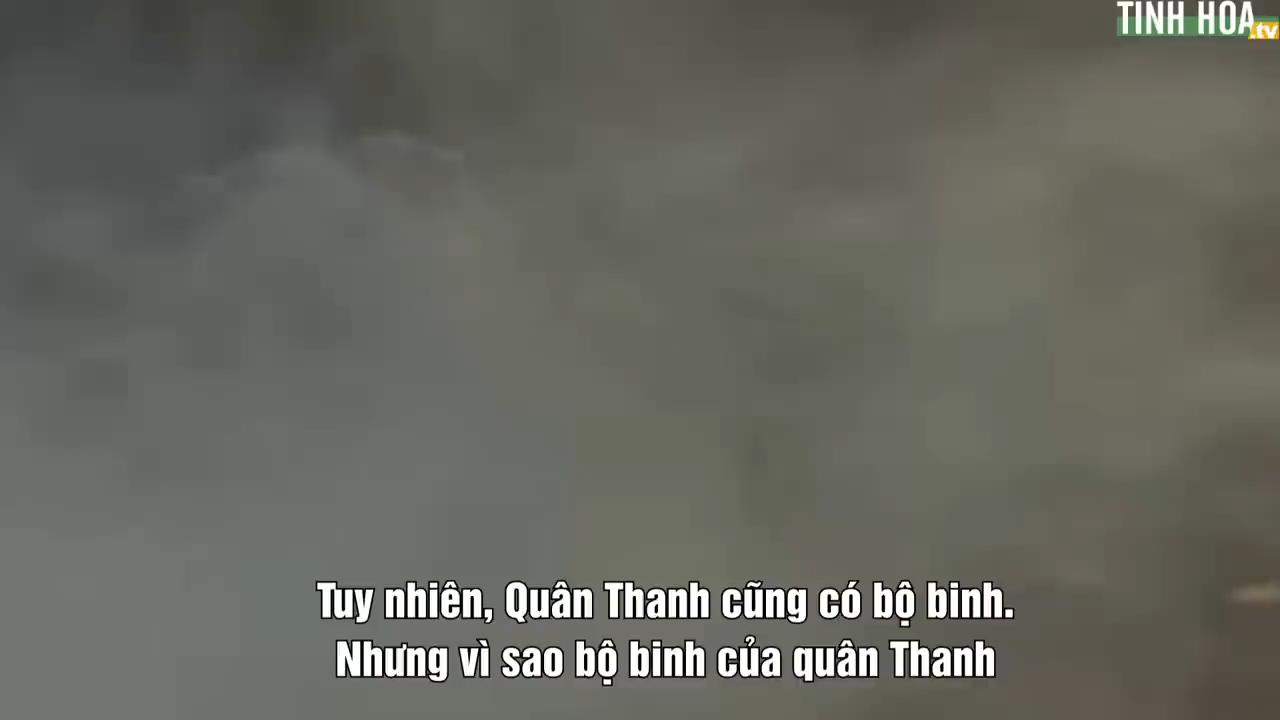 TINH HOA
.tv
Tuy nhiên, Quân Thanh cũng có bộ binh.
Nhưng vì sao bộ binh của quân Thanh